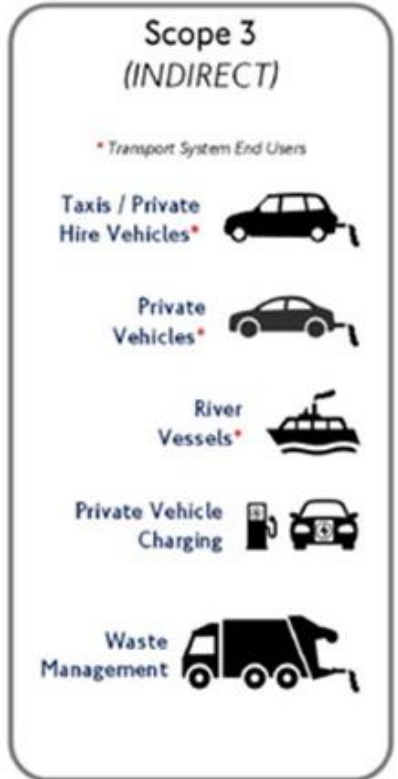 Scope 3
(INDIRECT)
* Transport System End Users
Taxis / Private
Hire Vehicles*
Private
Vehicles*
River
Vessels*
Private Vehicle
Charging
Waste
Management